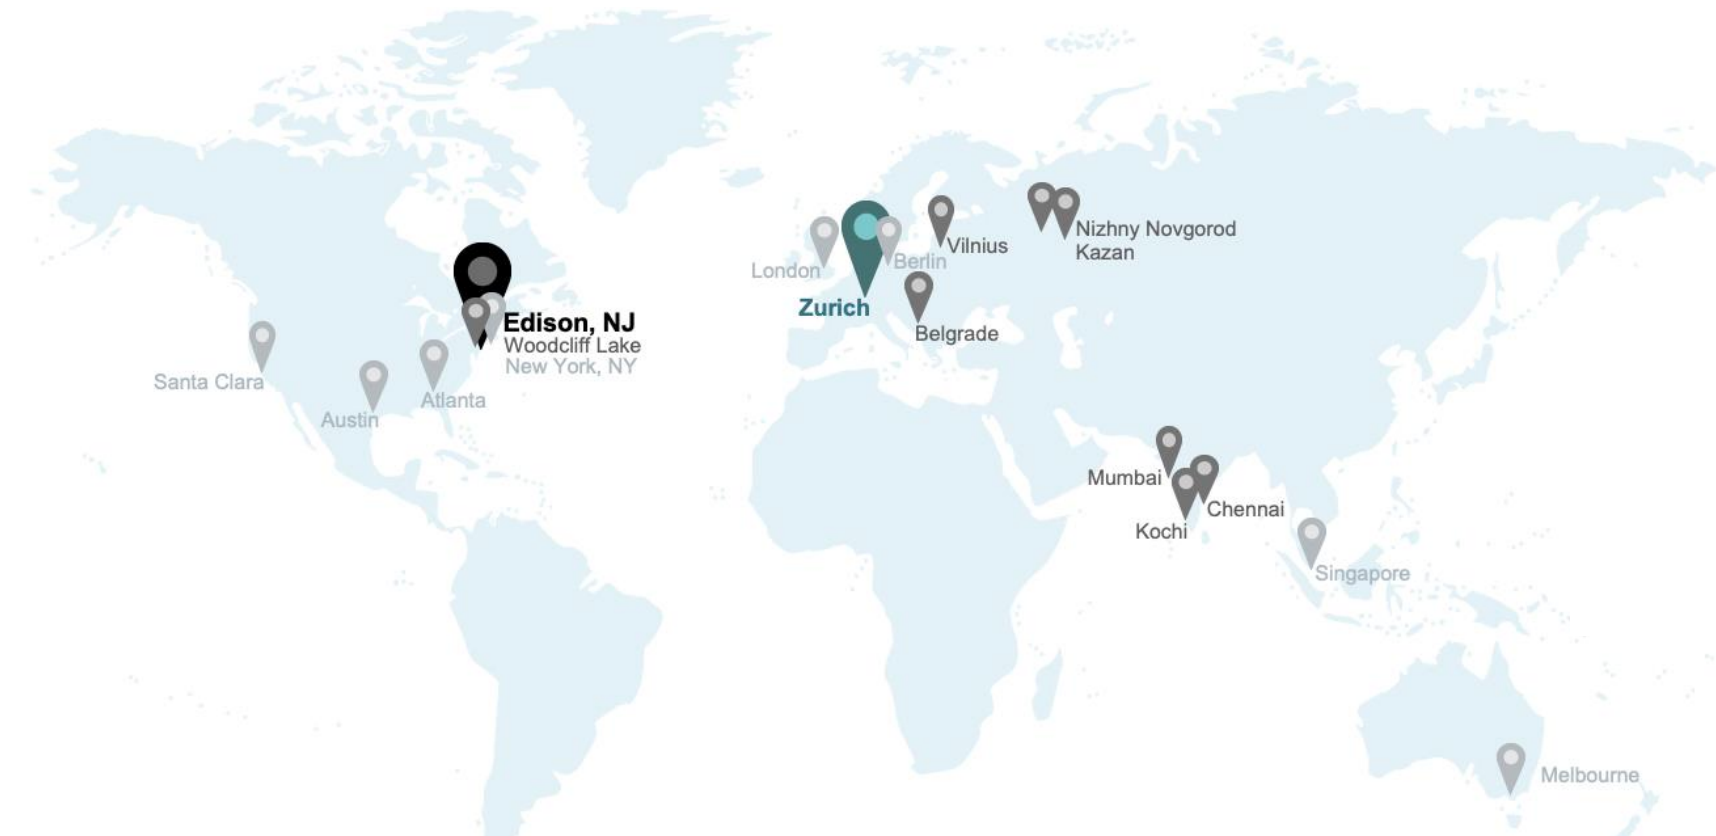 Nizhny Novgorod
Kazan
Vilnius
Berlin
London
Zurich
Belgrade
Edison, NJ
Woodcliff Lake
New York, NY
Santa Clara
Atlanta
Austin
Mumbai
Chennai
Kochi
Singapore
Melbourne